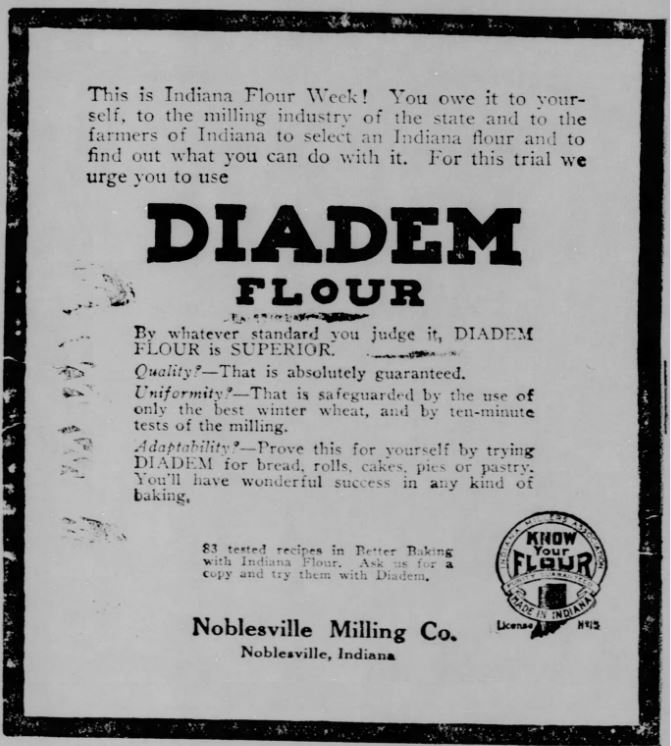 This is Indiana Flour Week! You owe it to your-
self, to the milling industry of the state and to the
farmers of Indiana to select an Indiana flour and to
find out what you can do with it. For this trial we
urge you to use
DIADEM
FLOUR
By whatever standard you judge it, DIADEM
FLOUR is SUPERIOR.
Quality?—That is absolutely guaranteed.
Uniformity?—That is safeguarded by the use of
only the best winter wheat, and by ten-minute
tests of the milling.
Adaptability?—Prove this for yourself by trying
DIADEM for bread, rolls, cakes, pies or pastry.
You'll have wonderful success in any kind of
baking.
83 tested recipes in Better Baking
with Indiana Flour. Ask us for a
copy and try them with Diadem.
INDIANA MILLERS ASSOCIATION
KNOW
Your
FLOUR
PURITY GUARANTEED
MADE IN INDIANA
License No 15
Noblesville Milling Co.
Noblesville, Indiana